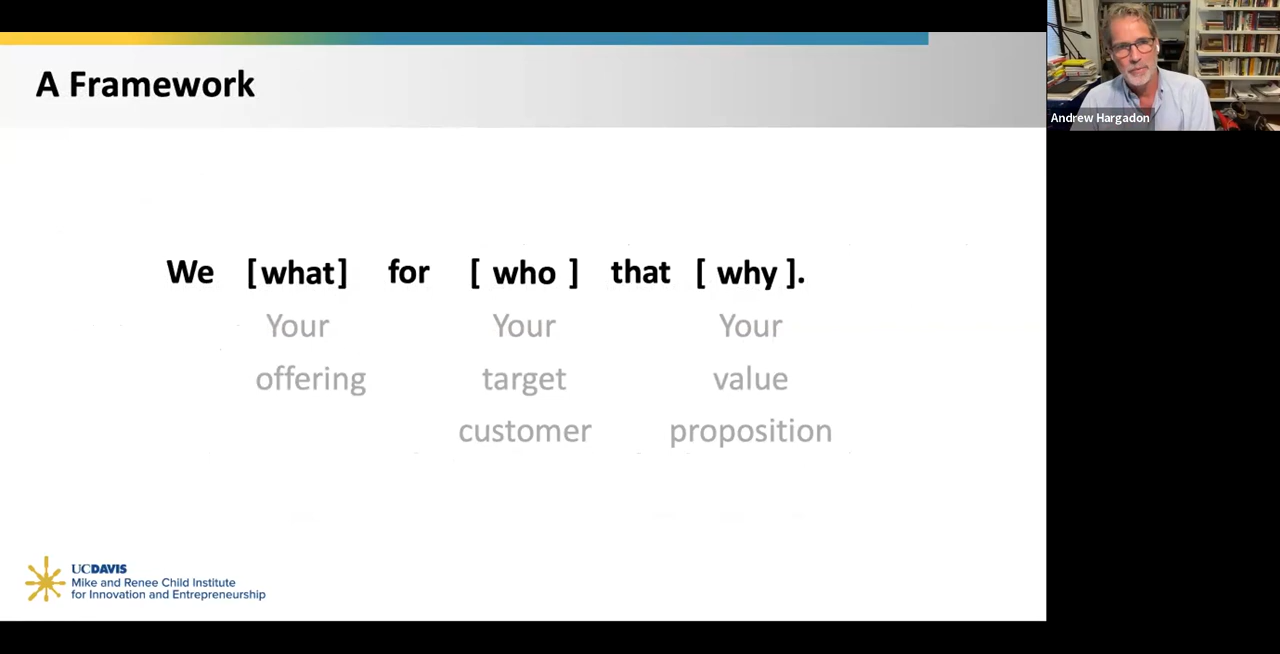 A Framework
Andrew Hargadon
We [what] for [ who ] that [ why ].
Your Your Your
offering target value
customer proposition
UCDAVIS
Mike and Renee Child Institute
for Innovation and Entrepreneurship